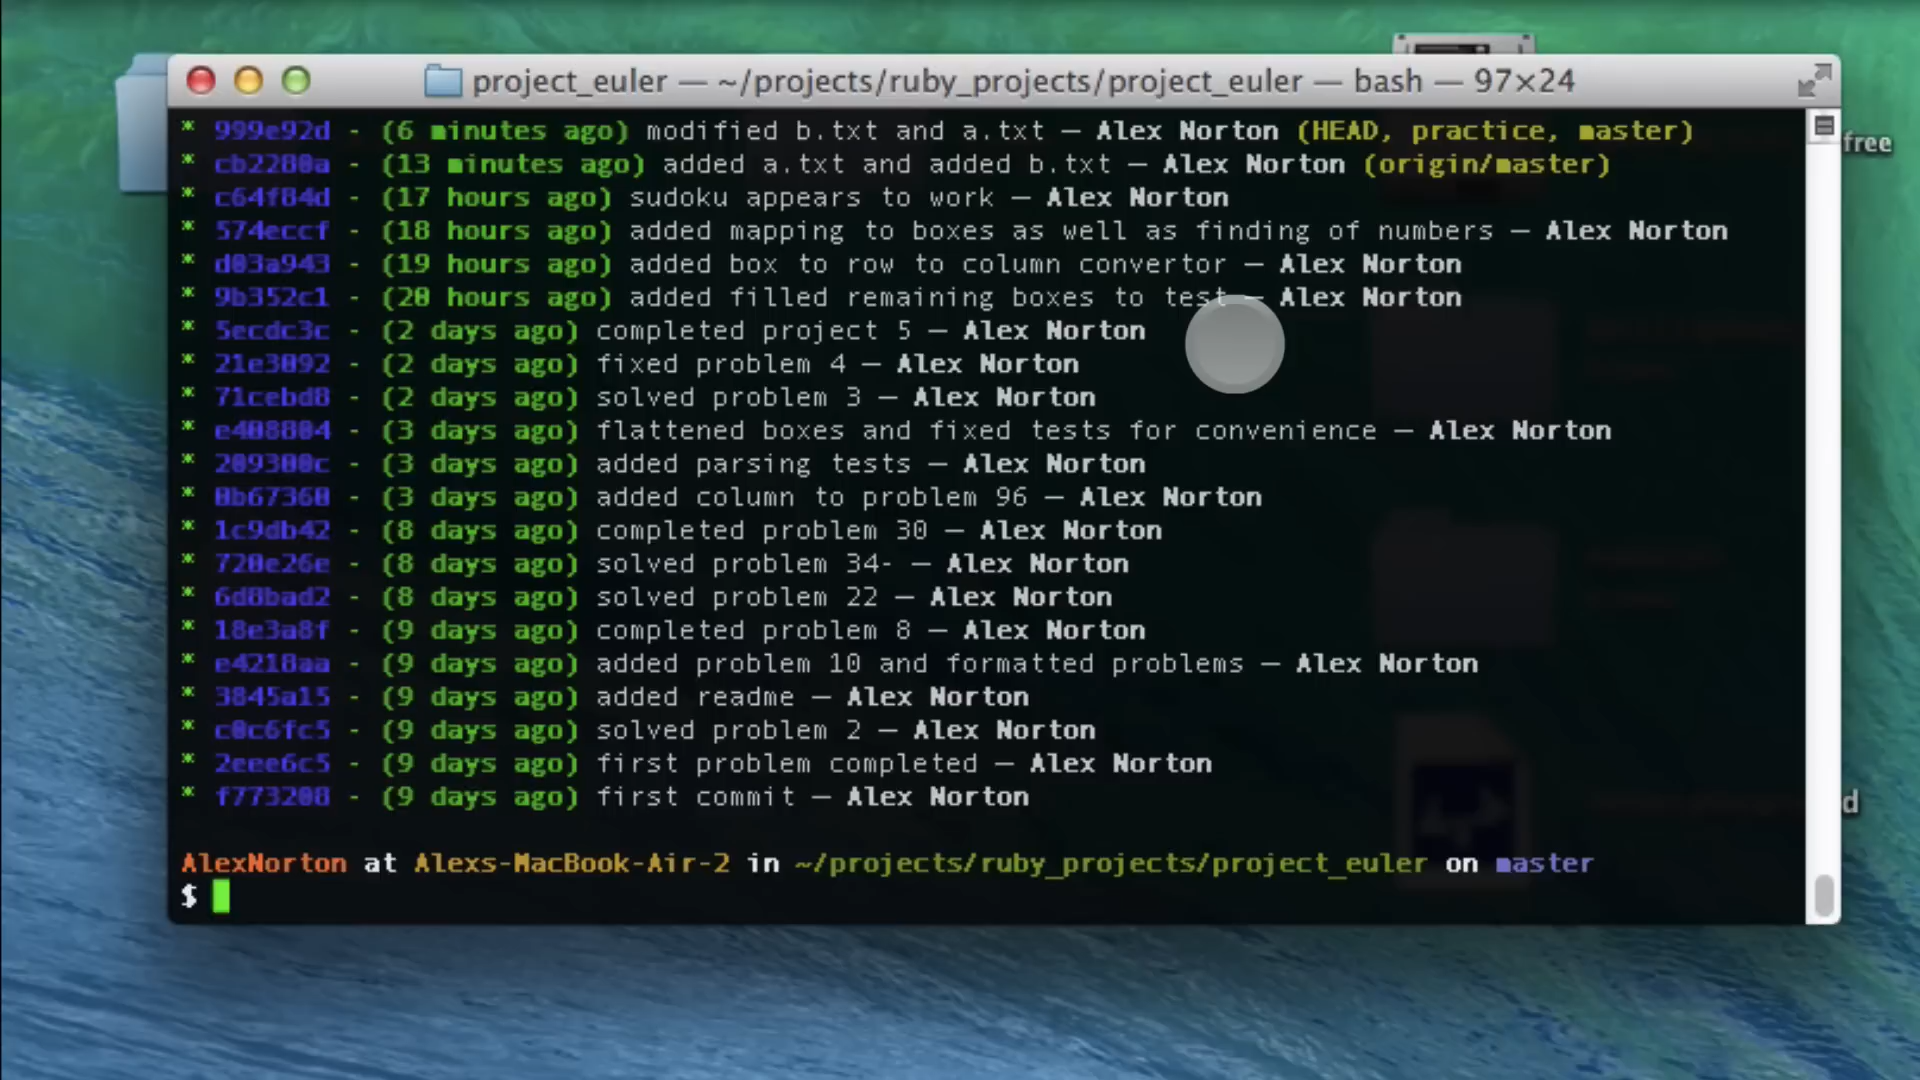 project_euler — ~/projects/ruby_projects/project_euler — bash — 97×24
* 999e92d - (6 minutes ago) modified b.txt and a.txt — Alex Norton (HEAD, practice, master)
* cb2280a - (13 minutes ago) added a.txt and added b.txt — Alex Norton (origin/master)
* c64f84d - (17 hours ago) sudoku appears to work — Alex Norton
* 574eccf - (18 hours ago) added mapping to boxes as well as finding of numbers — Alex Norton
* d03a943 - (19 hours ago) added box to row to column convertor — Alex Norton
* 9b352c1 - (20 hours ago) added filled remaining boxes to test — Alex Norton
* 5ecdc3c - (2 days ago) completed project 5 — Alex Norton
* 21e3092 - (2 days ago) fixed problem 4 — Alex Norton
* 71cebd8 - (2 days ago) solved problem 3 — Alex Norton
* e408804 - (3 days ago) flattened boxes and fixed tests for convenience — Alex Norton
* 209300c - (3 days ago) added parsing tests — Alex Norton
* 0b67360 - (3 days ago) added column to problem 96 — Alex Norton
* 1c9db42 - (8 days ago) completed problem 30 — Alex Norton
* 720e26e - (8 days ago) solved problem 34- — Alex Norton
* 6d0bad2 - (8 days ago) solved problem 22 — Alex Norton
* 18e3a8f - (9 days ago) completed problem 8 — Alex Norton
* e4210aa - (9 days ago) added problem 10 and formatted problems — Alex Norton
* 3845a15 - (9 days ago) added readme — Alex Norton
* c0c6fc5 - (9 days ago) solved problem 2 — Alex Norton
* 2eee6c5 - (9 days ago) first problem completed — Alex Norton
* f773208 - (9 days ago) first commit — Alex Norton
AlexNorton at Alexs-MacBook-Air-2 in ~/projects/ruby_projects/project_euler on master
$
free
d